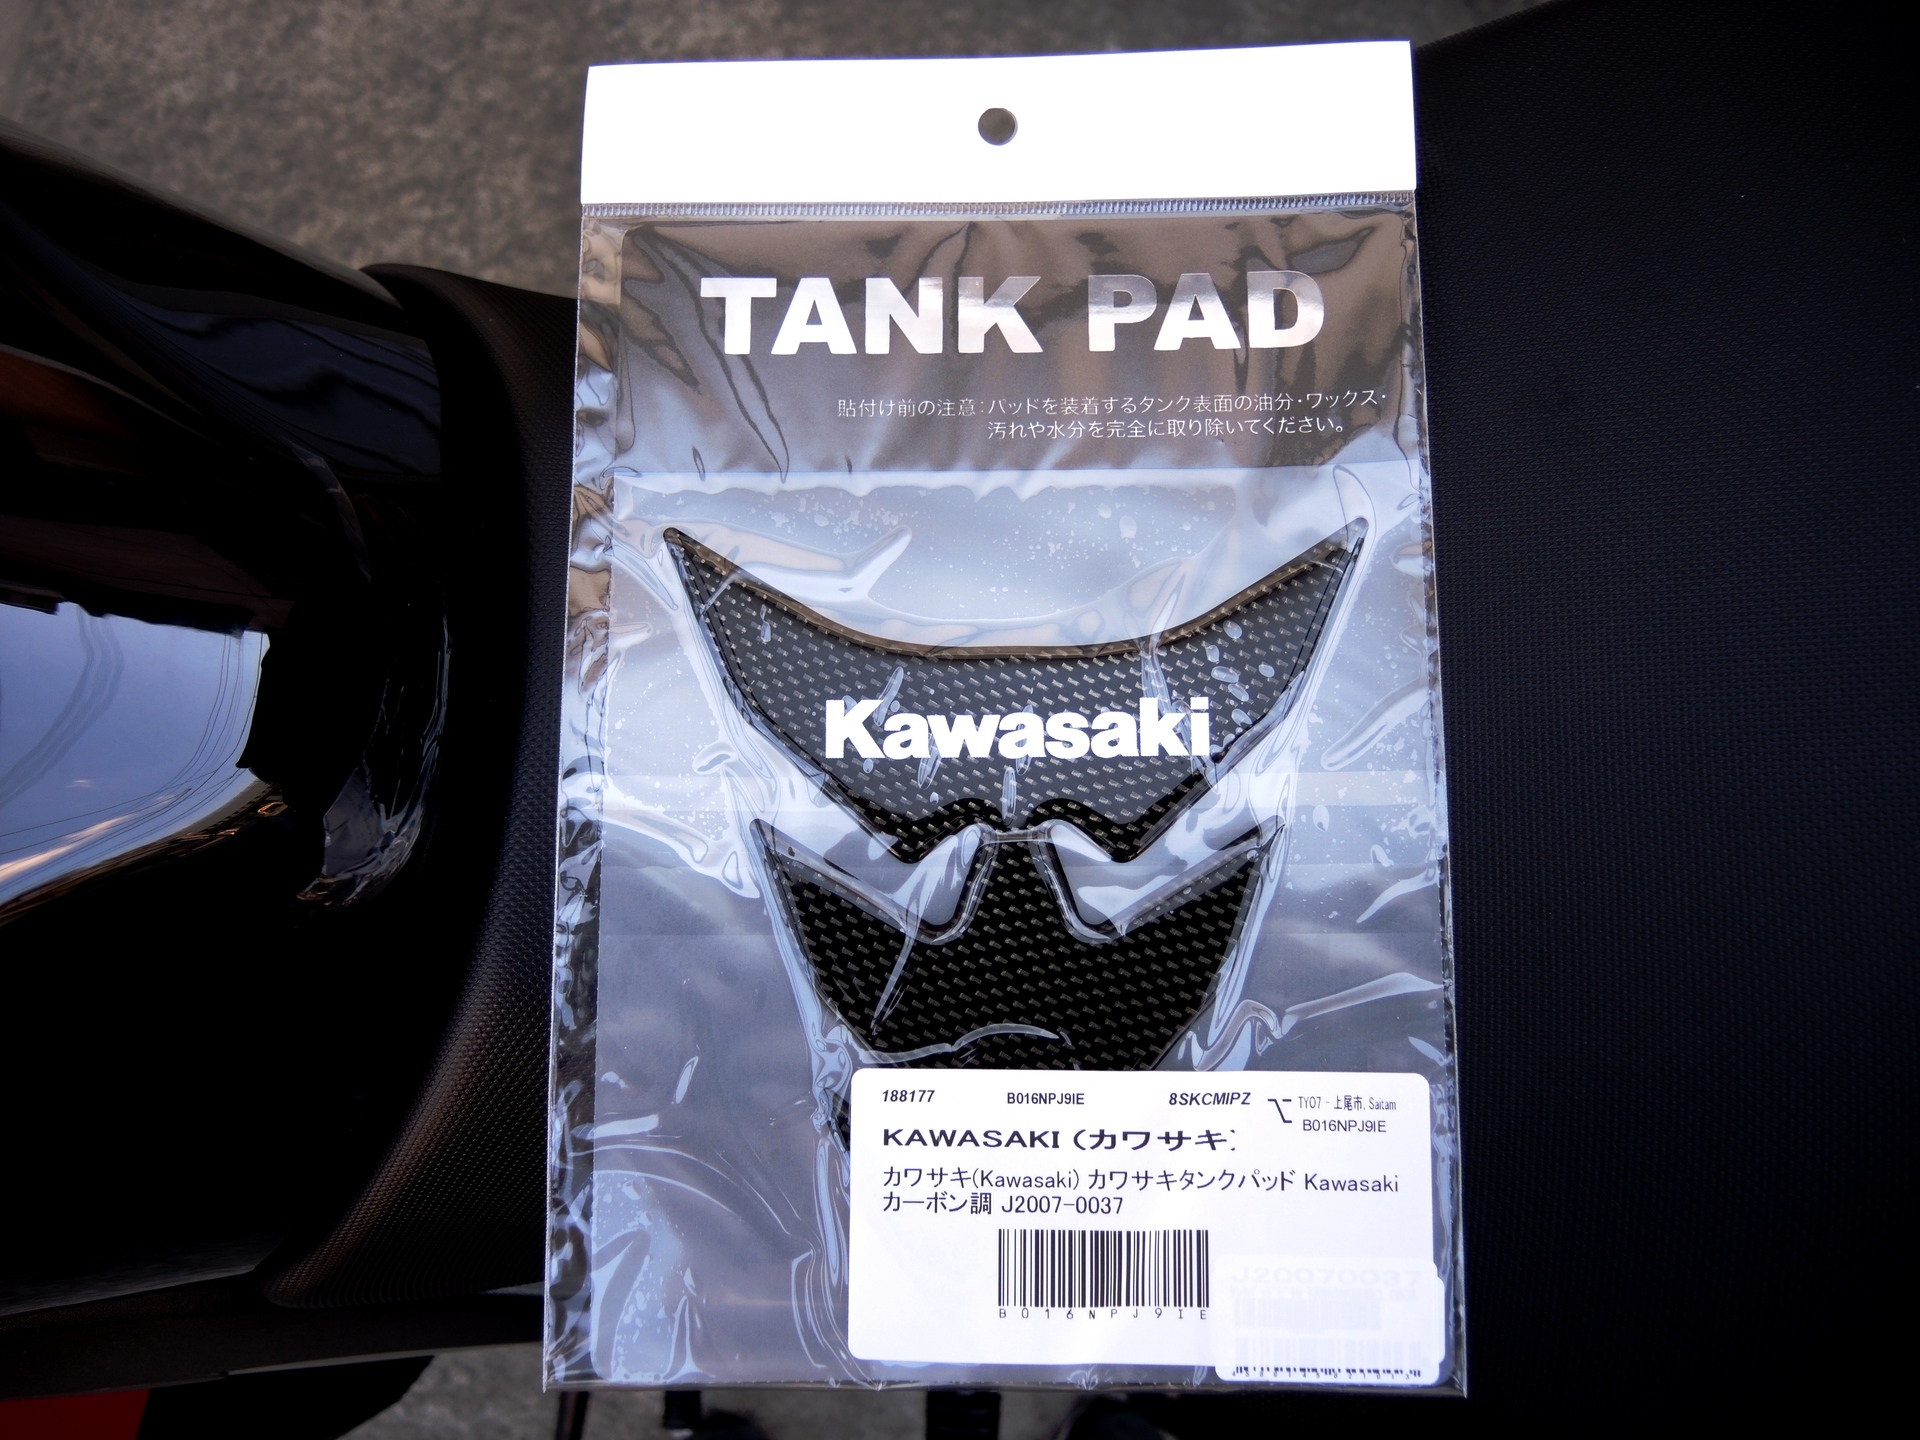 TANK PAD
貼付け前の注意：パッドを装着するタンク表面の油分・ワックス・
汚れや水分を完全に取り除いてください。
Kawasaki
188177 B016NPJ9IE 8SKCMIPZ TY07 - 上尾市, Saitam
B016NPJ9IE
KAWASAKI (カワサキ)
カワサキ(Kawasaki) カワサキタンクパッド Kawasaki
カーボン調 J2007-0037
B016NPJ9IE
J20070037